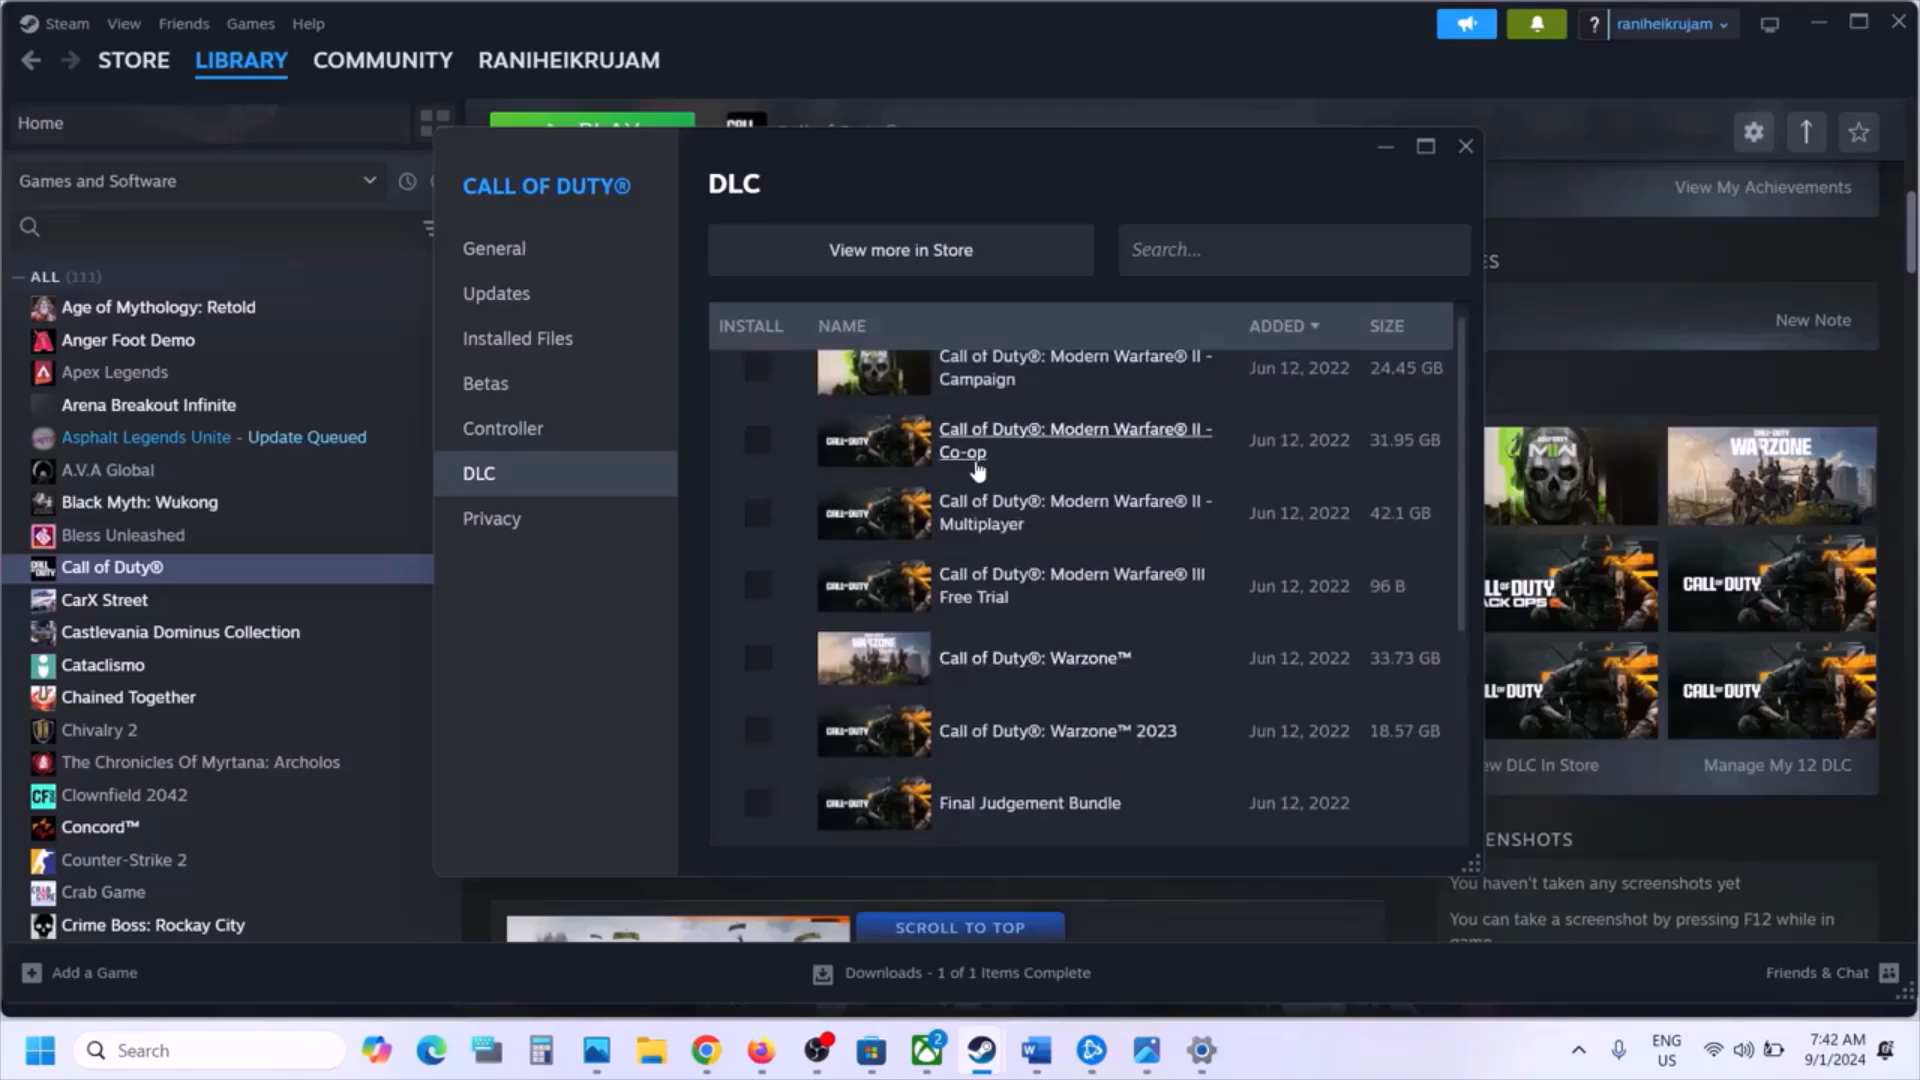 Steam View Friends Games Help
? raniheikrujam
STORE LIBRARY COMMUNITY RANIHEIKRUJAM
Home
Games and Software
ALL (111)
Age of Mythology: Retold
Anger Foot Demo
Apex Legends
Arena Breakout Infinite
Asphalt Legends Unite - Update Queued
A.V.A Global
Black Myth: Wukong
Bless Unleashed
Call of Duty®
CarX Street
Castlevania Dominus Collection
Cataclismo
Chained Together
Chivalry 2
The Chronicles Of Myrtana: Archolos
Clownfield 2042
Concord™
Counter-Strike 2
Crab Game
Crime Boss: Rockay City
CALL OF DUTY®
General
Updates
Installed Files
Betas
Controller
DLC
Privacy
DLC
View more in Store
Search...
INSTALL NAME ADDED SIZE
Call of Duty®: Modern Warfare® II -
Campaign
Jun 12, 2022 24.45 GB
Call of Duty®: Modern Warfare® II -
Co-op
Jun 12, 2022 31.95 GB
Call of Duty®: Modern Warfare® II -
Multiplayer
Jun 12, 2022 42.1 GB
Call of Duty®: Modern Warfare® III
Free Trial
Jun 12, 2022 96 B
Call of Duty®: Warzone™ Jun 12, 2022 33.73 GB
Call of Duty®: Warzone™ 2023 Jun 12, 2022 18.57 GB
Final Judgement Bundle Jun 12, 2022
View My Achievements
New Note
WARZONE
CALL OF DUTY
CALL OF DUTY
Manage My 12 DLC
DLC In Store
You haven't taken any screenshots yet
You can take a screenshot by pressing F12 while in
SCROLL TO TOP
Add a Game
Downloads - 1 of 1 Items Complete
Friends & Chat
Search
2
ENG
US
7:42 AM
9/1/2024